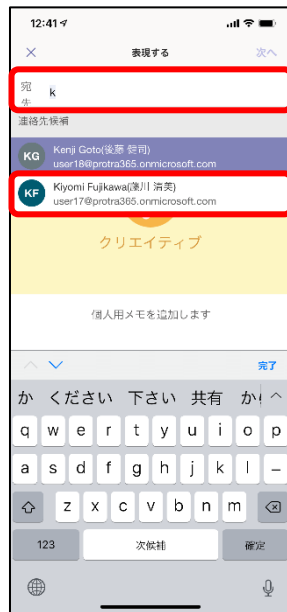 12:41
表現する
次へ
宛先 k
連絡先候補
KG
Kenji Goto(後藤 健司)
user18@protra365.onmicrosoft.com
KF
Kiyomi Fujikawa(藤川 清美)
user17@protra365.onmicrosoft.com
クリエイティブ
個人用メモを追加します
完了
か ください 下さい 共有
q w e r t y u i o p
a s d f g h j k l ー
z x c v b n m
123 次候補 確定